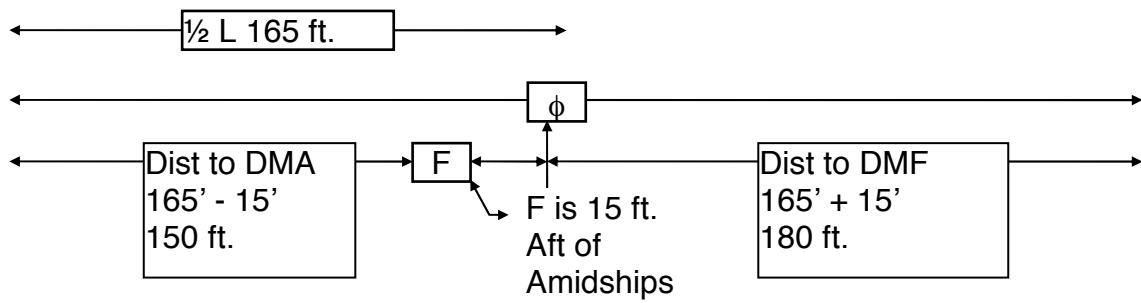 ½ L 165 ft.
ϕ
Dist to DMA
165’ - 15’
150 ft.
F
F is 15 ft.
Aft of
Amidships
Dist to DMF
165’ + 15’
180 ft.